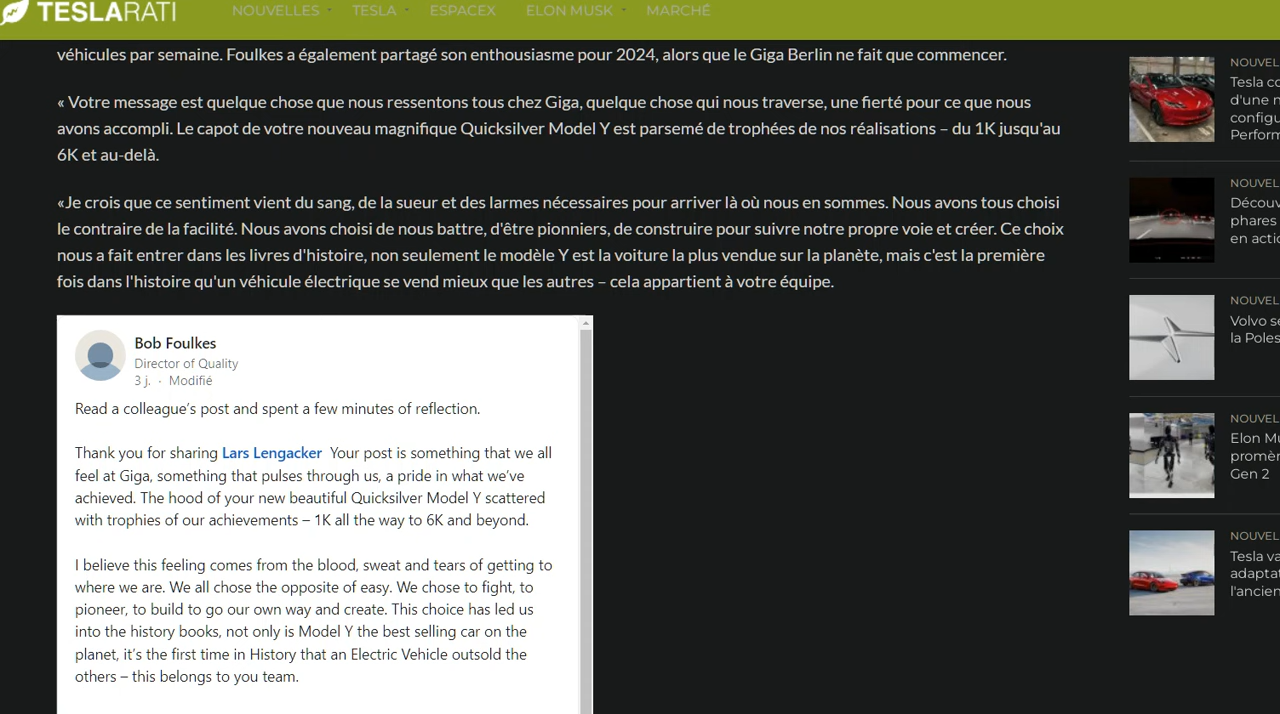 TESLARATI
NOUVELLES
TESLA
ESPACEX
ELON MUSK
MARCHÉ
véhicules par semaine. Foulkes a également partagé son enthousiasme pour 2024, alors que le Giga Berlin ne fait que commencer.
« Votre message est quelque chose que nous ressentons tous chez Giga, quelque chose qui nous traverse, une fierté pour ce que nous
avons accompli. Le capot de votre nouveau magnifique Quicksilver Model Y est parsemé de trophées de nos réalisations – du 1K jusqu'au
6K et au-delà.
«Je crois que ce sentiment vient du sang, de la sueur et des larmes nécessaires pour arriver là où nous en sommes. Nous avons tous choisi
le contraire de la facilité. Nous avons choisi de nous battre, d'être pionniers, de construire pour suivre notre propre voie et créer. Ce choix
nous a fait entrer dans les livres d'histoire, non seulement le modèle Y est la voiture la plus vendue sur la planète, mais c'est la première
fois dans l'histoire qu'un véhicule électrique se vend mieux que les autres – cela appartient à votre équipe.
Bob Foulkes
Director of Quality
3 j. · Modifié
Read a colleague's post and spent a few minutes of reflection.
Thank you for sharing Lars Lengacker Your post is something that we all
feel at Giga, something that pulses through us, a pride in what we've
achieved. The hood of your new beautiful Quicksilver Model Y scattered
with trophies of our achievements – 1K all the way to 6K and beyond.
I believe this feeling comes from the blood, sweat and tears of getting to
where we are. We all chose the opposite of easy. We chose to fight, to
pioneer, to build to go our own way and create. This choice has led us
into the history books, not only is Model Y the best selling car on the
planet, it's the first time in History that an Electric Vehicle outsold the
others – this belongs to you team.
NOUVEL
Tesla co
d'une n
configu
Perform
NOUVEL
Découv
phares
en actic
NOUVEL
Volvo se
la Poles
NOUVEL
Elon Mu
promèn
Gen 2
NOUVEL
Tesla va
adaptat
l'ancien